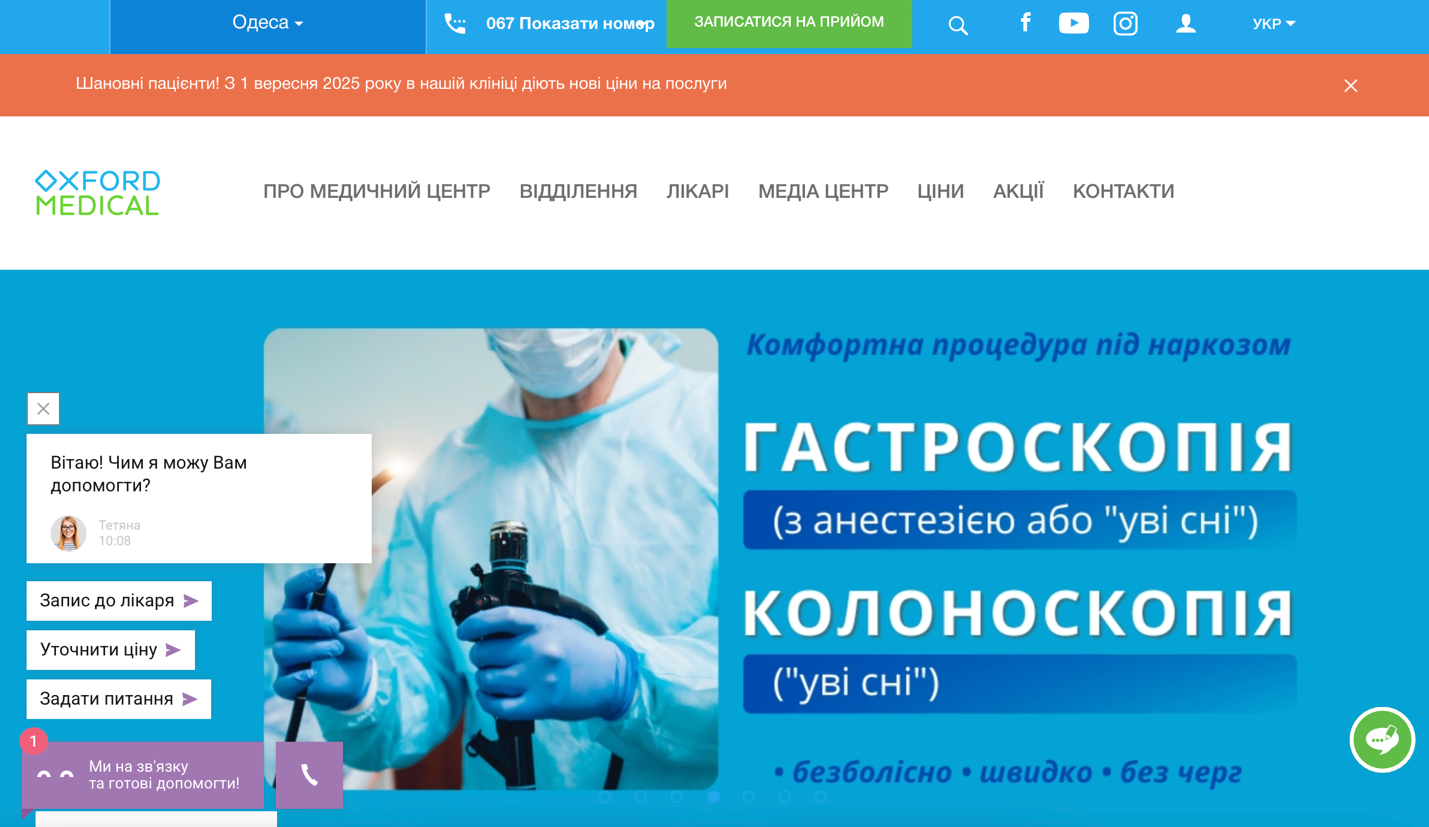 Одеса
067 Показати номер
ЗАПИСАТИСЯ НА ПРИЙОМ
УКР
Шановні пацієнти! З 1 вересня 2025 року в нашій клініці діють нові ціни на послуги
OXFORD
MEDICAL
ПРО МЕДИЧНИЙ ЦЕНТР
ВІДДІЛЕННЯ
ЛІКАРІ
МЕДІА ЦЕНТР
ЦІНИ
АКЦІЇ
КОНТАКТИ
Комфортна процедура під наркозом
ГАСТРОСКОПІЯ
(з анестезією або "уві сні")
КОЛОНОСКОПІЯ
("уві сні")
• безболісно • швидко • без черг
Вітаю! Чим я можу Вам
допомогти?
Тетяна
10:08
Запис до лікаря
Уточнити ціну
Задати питання
1
Ми на зв'язку
та готові допомогти!